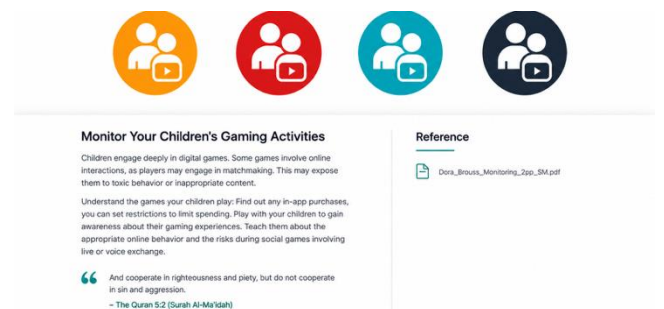 Monitor Your Children's Gaming Activities
Children engage deeply in digital games. Some games involve online
interactions, as players may engage in matchmaking. This may expose
them to toxic behavior or inappropriate content.
Understand the games your children play: Find out any in-app purchases,
you can set restrictions to limit spending. Play with your children to gain
awareness about their gaming experiences. Teach them about the
appropriate online behavior and the risks during social games involving
live or voice exchange.
“ And cooperate in righteousness and piety, but do not cooperate
in sin and aggression.
– The Quran 5:2 (Surah Al-Ma'idah)
Reference
Dora_Brouss_Monitoring_2pp_SM.pdf